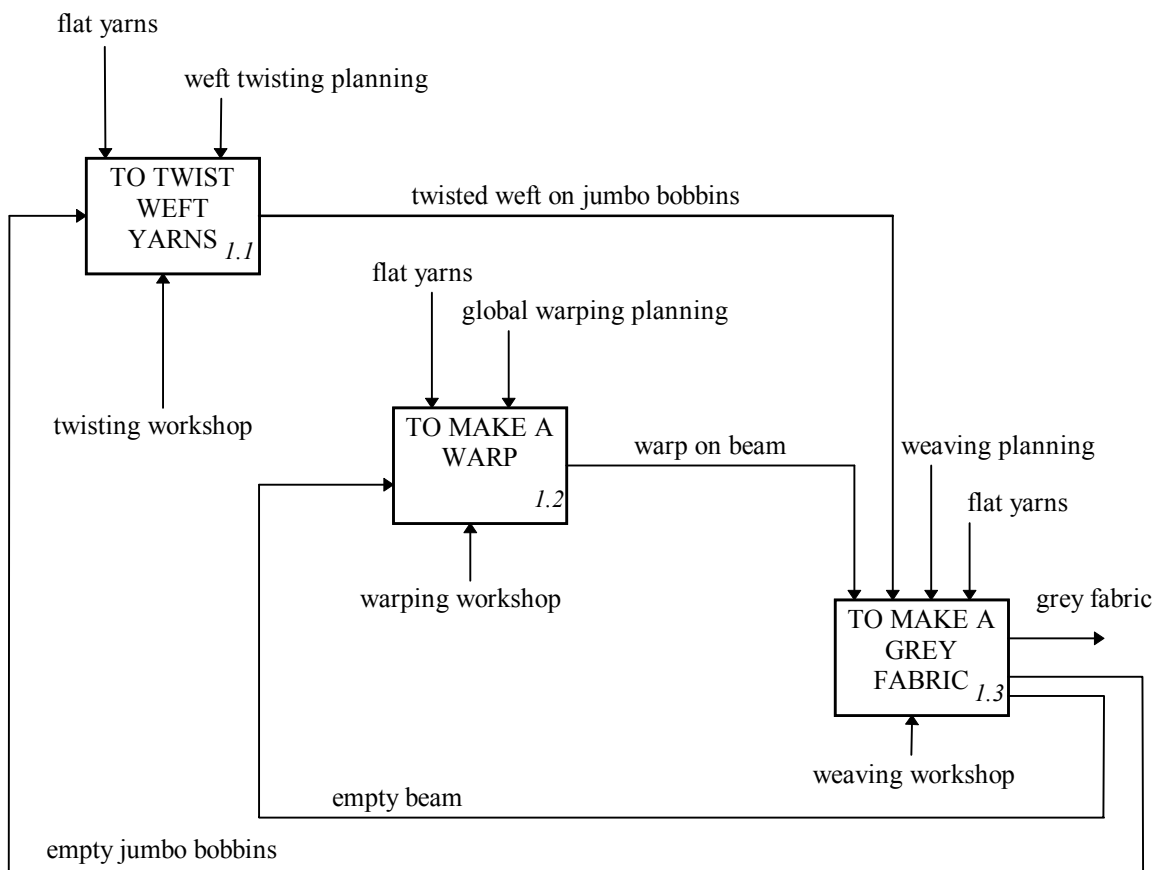 flat yarns
weft twisting planning
TO TWIST
WEFT
YARNS
1.1
twisted weft on jumbo bobbins
flat yarns
global warping planning
twisting workshop
TO MAKE A
WARP
1.2
warp on beam
weaving planning
flat yarns
warping workshop
grey fabric
TO MAKE A
GREY
FABRIC
1.3
weaving workshop
empty beam
empty jumbo bobbins